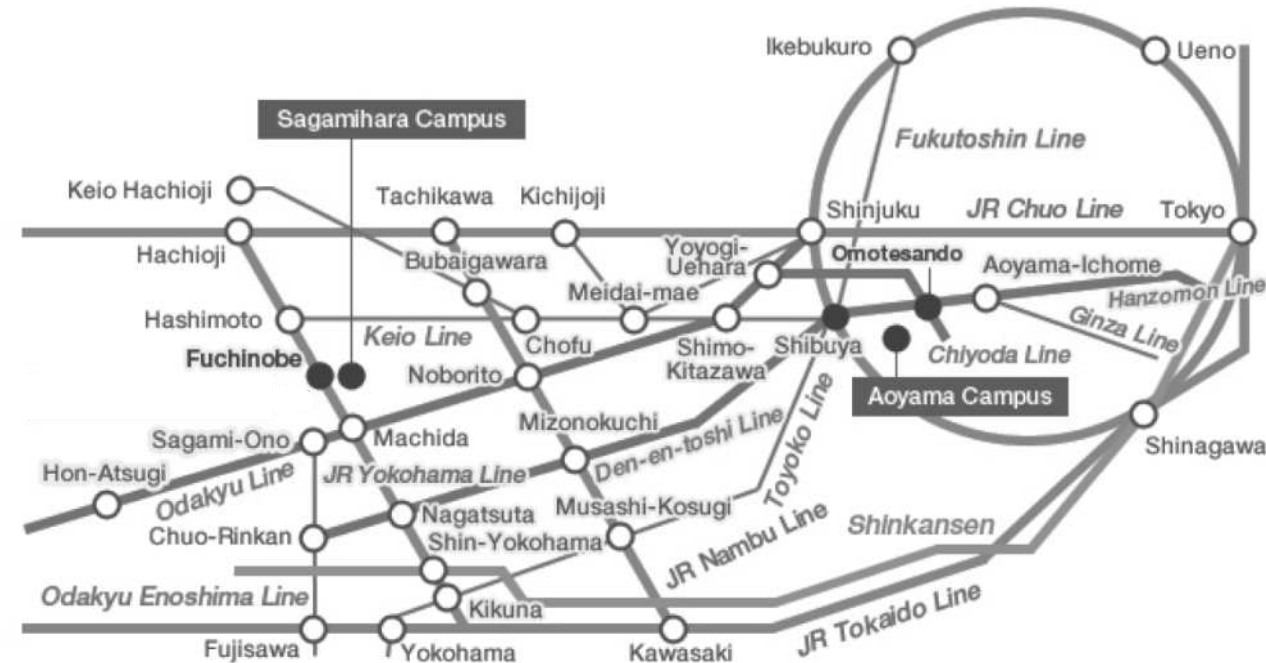 Ikebukuro
Ueno
Sagamihara Campus
Fukutoshin Line
Keio Hachioji
Tachikawa
Kichijoji
Shinjuku
JR Chuo Line
Tokyo
Hachioji
Bubaigawara
Yoyogi-
Uehara
Omotesando
Aoyama-Ichome
Meidai-mae
Hanzomon Line
Hashimoto
Keio Line
Chofu
Shimo-
Kitazawa
Shibuya
Ginza Line
Chiyoda Line
Fuchinobe
Noborito
Aoyama Campus
Sagami-Ono
Machida
Mizonokuchi
Den-en-toshi Line
Toyoko Line
Shinagawa
Hon-Atsugi
Odakyu Line
JR Yokohama Line
Nagatsuta
Musashi-Kosugi
Chuo-Rinkan
Shin-Yokohama
JR Nambu Line
Shinkansen
Odakyu Enoshima Line
Kikuna
JR Tokaido Line
Fujisawa
Yokohama
Kawasaki